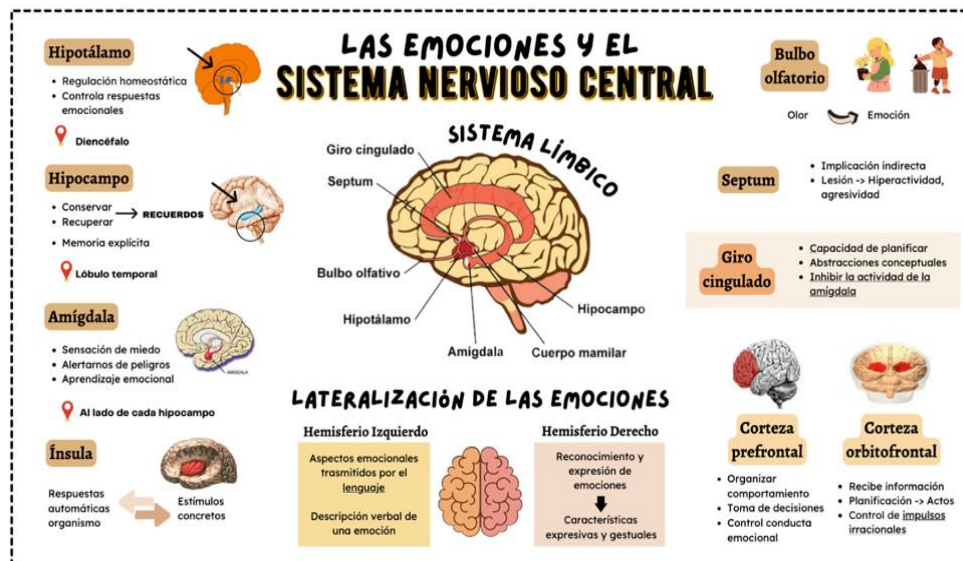 LAS EMOCIONES Y EL
SISTEMA NERVIOSO CENTRAL
Hipotálamo
• Regulación homeostática
• Controla respuestas
emocionales
Diencéfalo
Hipocampo
• Conservar
• Recuperar
RECUERDOS
• Memoria explícita
Lóbulo temporal
Amígdala
• Sensación de miedo
• Alertarnos de peligros
• Aprendizaje emocional
AMÍGDALA
Al lado de cada hipocampo
Ínsula
Respuestas
automáticas
organismo
Estímulos
concretos
SISTEMA LÍMBICO
Giro cingulado
Septum
Bulbo olfativo
Hipotálamo
Amígdala
Cuerpo mamilar
Hipocampo
LATERALIZACIÓN DE LAS EMOCIONES
Hemisferio Izquierdo
Aspectos emocionales
trasmitidos por el
lenguaje
Descripción verbal de
una emoción
Hemisferio Derecho
Reconocimiento y
expresión de
emociones
Características
expresivas y gestuales
Bulbo
olfatorio
Olor
Emoción
Septum
• Implicación indirecta
• Lesión -> Hiperactividad,
agresividad
Giro
cingulado
• Capacidad de planificar
• Abstracciones conceptuales
• Inhibir la actividad de la
amígdala
Corteza
prefrontal
• Organizar
comportamiento
• Toma de decisiones
• Control conducta
emocional
Corteza
orbitofrontal
• Recibe información
• Planificación -> Actos
• Control de impulsos
irracionales